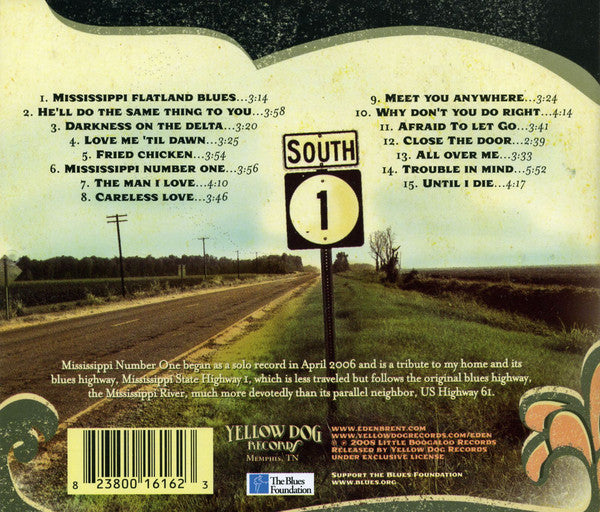 1. Mississippi flatland blues...3:14
2. He'll do the same thing to you...3:58
3. Darkness on the delta...3:20
4. Love me 'til dawn...3:25
5. Fried chicken...3:54
6. Mississippi number one...3:56
7. The man I love...4:10
8. Careless love...3:46
9. Meet you anywhere...3:24
10. Why don't you do right...4:14
11. Afraid to let go...3:41
12. Close the door...2:39
13. All over me...3:33
14. Trouble in mind...5:52
15. Until I die...4:17
SOUTH
1
Mississippi Number One began as a solo record in April 2006 and is a tribute to my home and its
blues highway, Mississippi State Highway 1, which is less traveled but follows the original blues highway,
the Mississippi River, much more devotedly than its parallel neighbor, US Highway 61.
8 23800 16162 3
YELLOW DOG
RECORDS
MEMPHIS, TN
The Blues
Foundation
www.edenbrent.com
www.yellowdogrecords.com/eden
℗ © 2008 Little Boogaloo Records
Released by Yellow Dog Records
under exclusive license
Support the Blues Foundation
www.blues.org